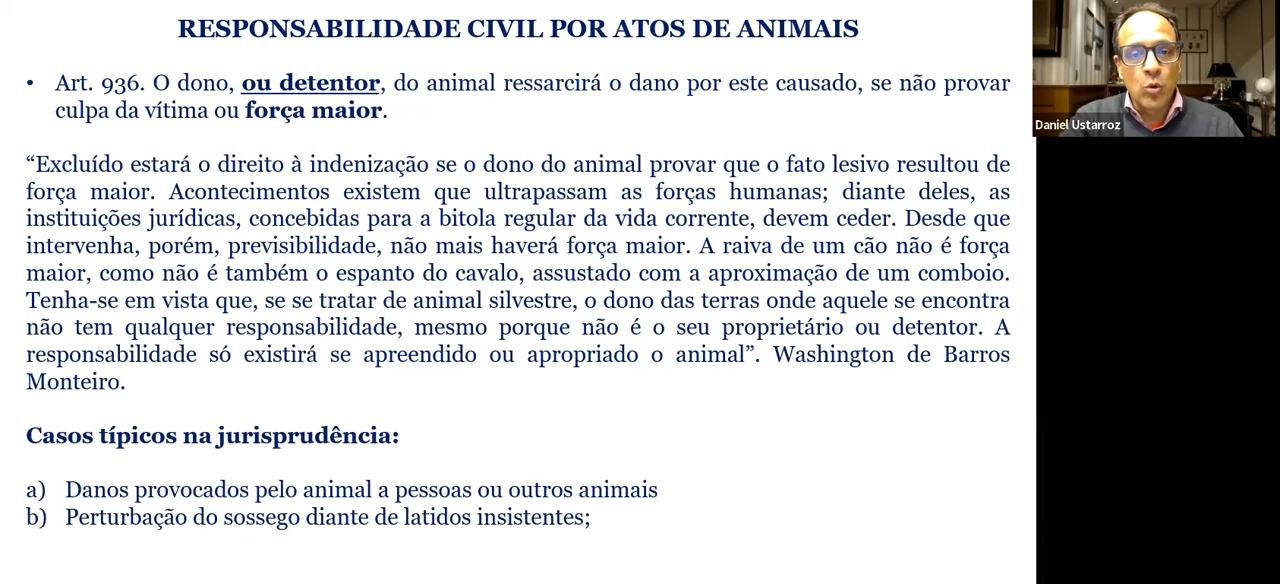 RESPONSABILIDADE CIVIL POR ATOS DE ANIMAIS
• Art. 936. O dono, ou detentor, do animal ressarcirá o dano por este causado, se não provar
culpa da vítima ou força maior.
“Excluído estará o direito à indenização se o dono do animal provar que o fato lesivo resultou de
força maior. Acontecimentos existem que ultrapassam as forças humanas; diante deles, as
instituições jurídicas, concebidas para a bitola regular da vida corrente, devem ceder. Desde que
intervenha, porém, previsibilidade, não mais haverá força maior. A raiva de um cão não é força
maior, como não é também o espanto do cavalo, assustado com a aproximação de um comboio.
Tenha-se em vista que, se se tratar de animal silvestre, o dono das terras onde aquele se encontra
não tem qualquer responsabilidade, mesmo porque não é o seu proprietário ou detentor. A
responsabilidade só existirá se apreendido ou apropriado o animal”. Washington de Barros
Monteiro.
Casos típicos na jurisprudência:
a) Danos provocados pelo animal a pessoas ou outros animais
b) Perturbação do sossego diante de latidos insistentes;
Daniel Ustarroz